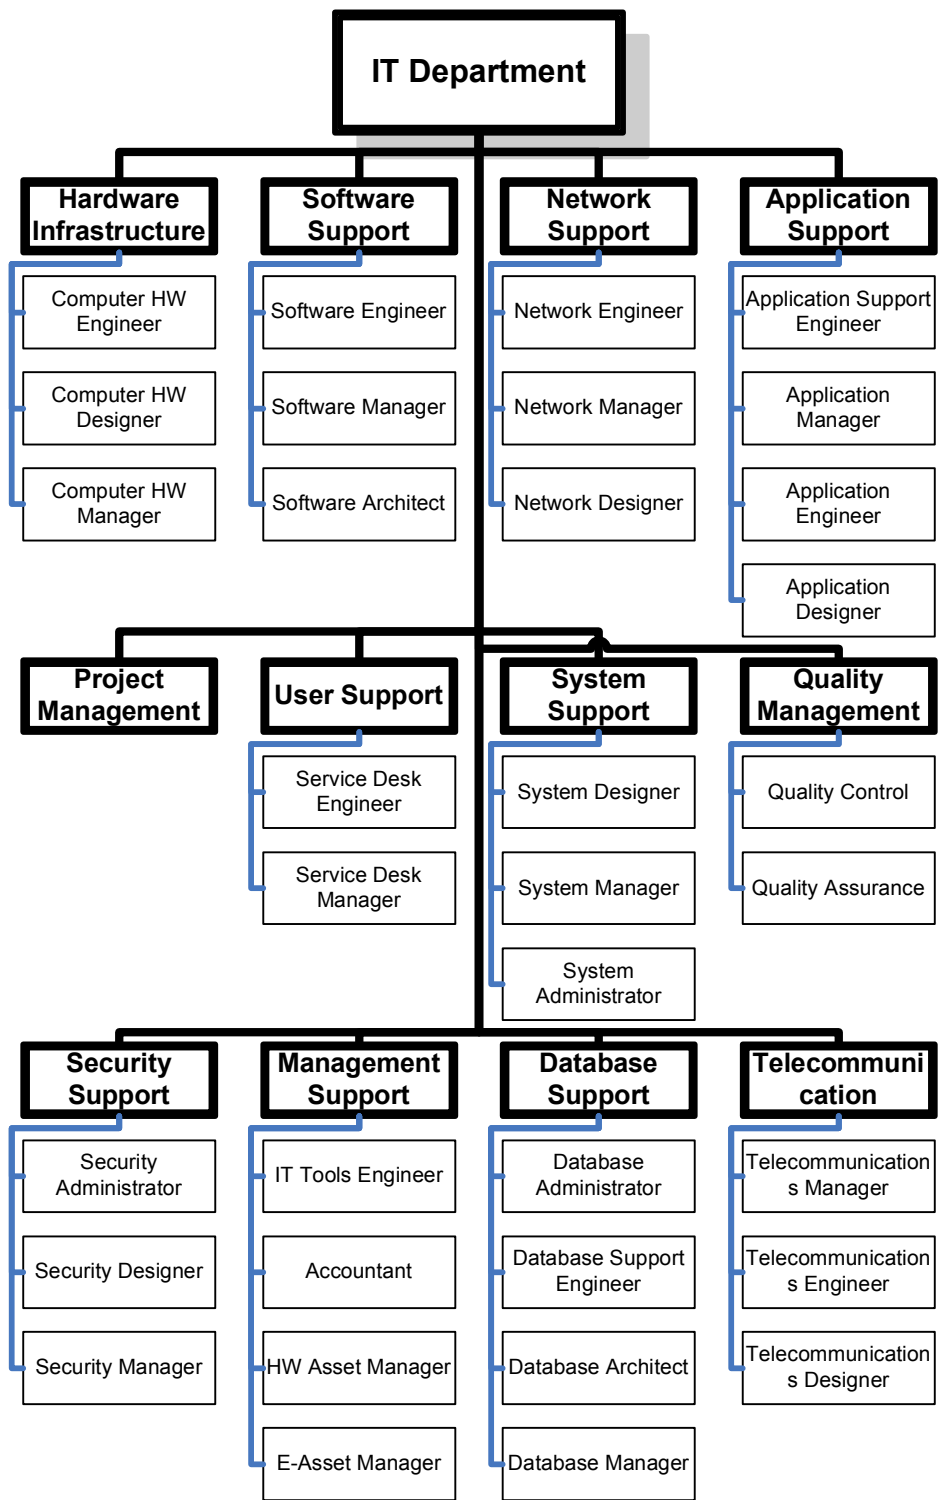 IT Department
Hardware
Infrastructure
Software
Support
Network
Support
Application
Support
Computer HW
Engineer
Software Engineer
Network Engineer
Application Support
Engineer
Computer HW
Designer
Software Manager
Network Manager
Application
Manager
Computer HW
Manager
Software Architect
Network Designer
Application
Engineer
Application
Designer
Project
Management
User Support
System
Support
Quality
Management
Service Desk
Engineer
System Designer
Quality Control
Service Desk
Manager
System Manager
Quality Assurance
System
Administrator
Security
Support
Management
Support
Database
Support
Telecommuni
cation
Security
Administrator
IT Tools Engineer
Database
Administrator
Telecommunication
s Manager
Security Designer
Accountant
Database Support
Engineer
Telecommunication
s Engineer
Security Manager
HW Asset Manager
Database Architect
Telecommunication
s Designer
E-Asset Manager
Database Manager